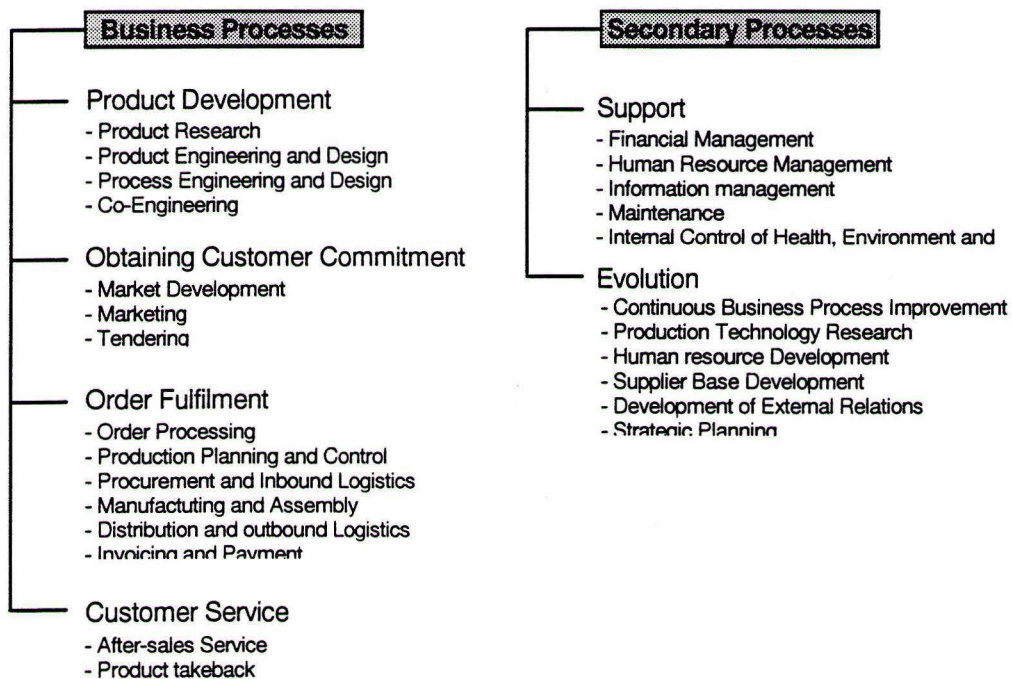 Business Processes
Product Development
- Product Research
- Product Engineering and Design
- Process Engineering and Design
- Co-Engineering
Obtaining Customer Commitment
- Market Development
- Marketing
- Tendering
Order Fulfilment
- Order Processing
- Production Planning and Control
- Procurement and Inbound Logistics
- Manufactuting and Assembly
- Distribution and outbound Logistics
- Invoicing and Payment
Customer Service
- After-sales Service
- Product takeback
Secondary Processes
Support
- Financial Management
- Human Resource Management
- Information management
- Maintenance
- Internal Control of Health, Environment and
Evolution
- Continuous Business Process Improvement
- Production Technology Research
- Human resource Development
- Supplier Base Development
- Development of External Relations
- Strategic Planning